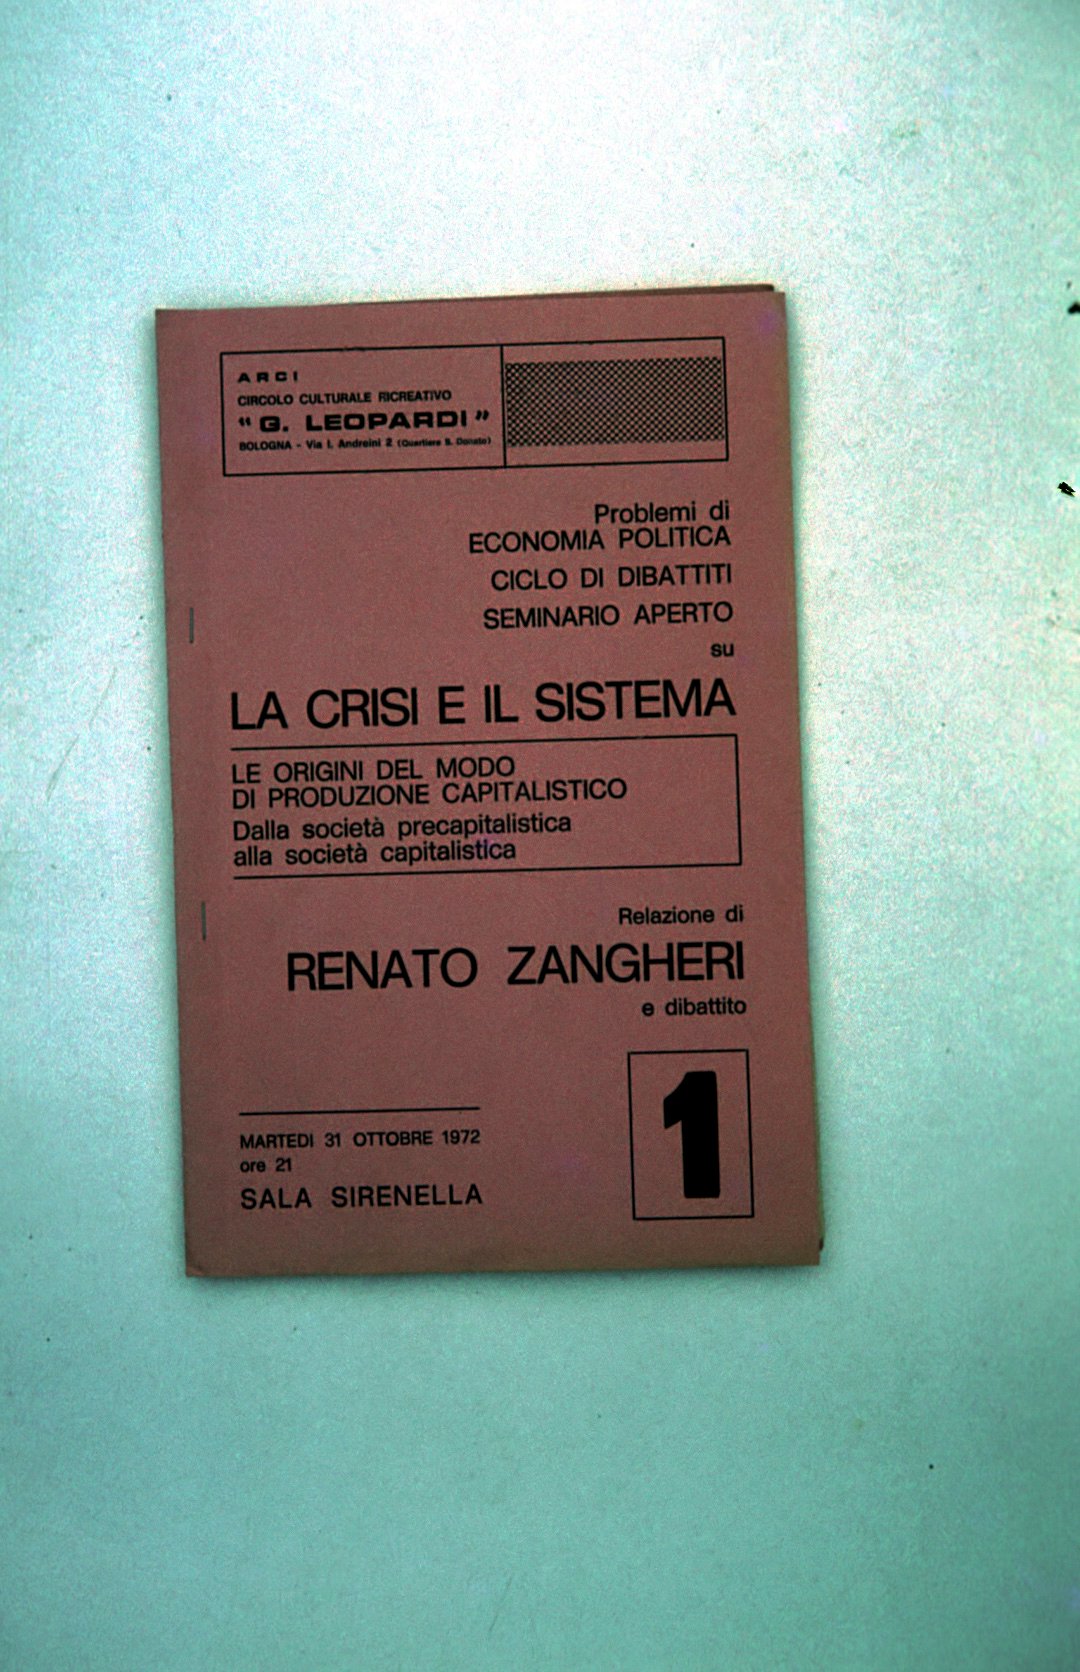 ARCI
CIRCOLO CULTURALE RICREATIVO
“G. LEOPARDI”
BOLOGNA - Via I. Andreini 2 (Quartiere S. Donato)
Problemi di
ECONOMIA POLITICA
CICLO DI DIBATTITI
SEMINARIO APERTO
su
LA CRISI E IL SISTEMA
LE ORIGINI DEL MODO
DI PRODUZIONE CAPITALISTICO
Dalla società precapitalistica
alla società capitalistica
Relazione di
RENATO ZANGHERI
e dibattito
MARTEDI 31 OTTOBRE 1972
ore 21
SALA SIRENELLA
1